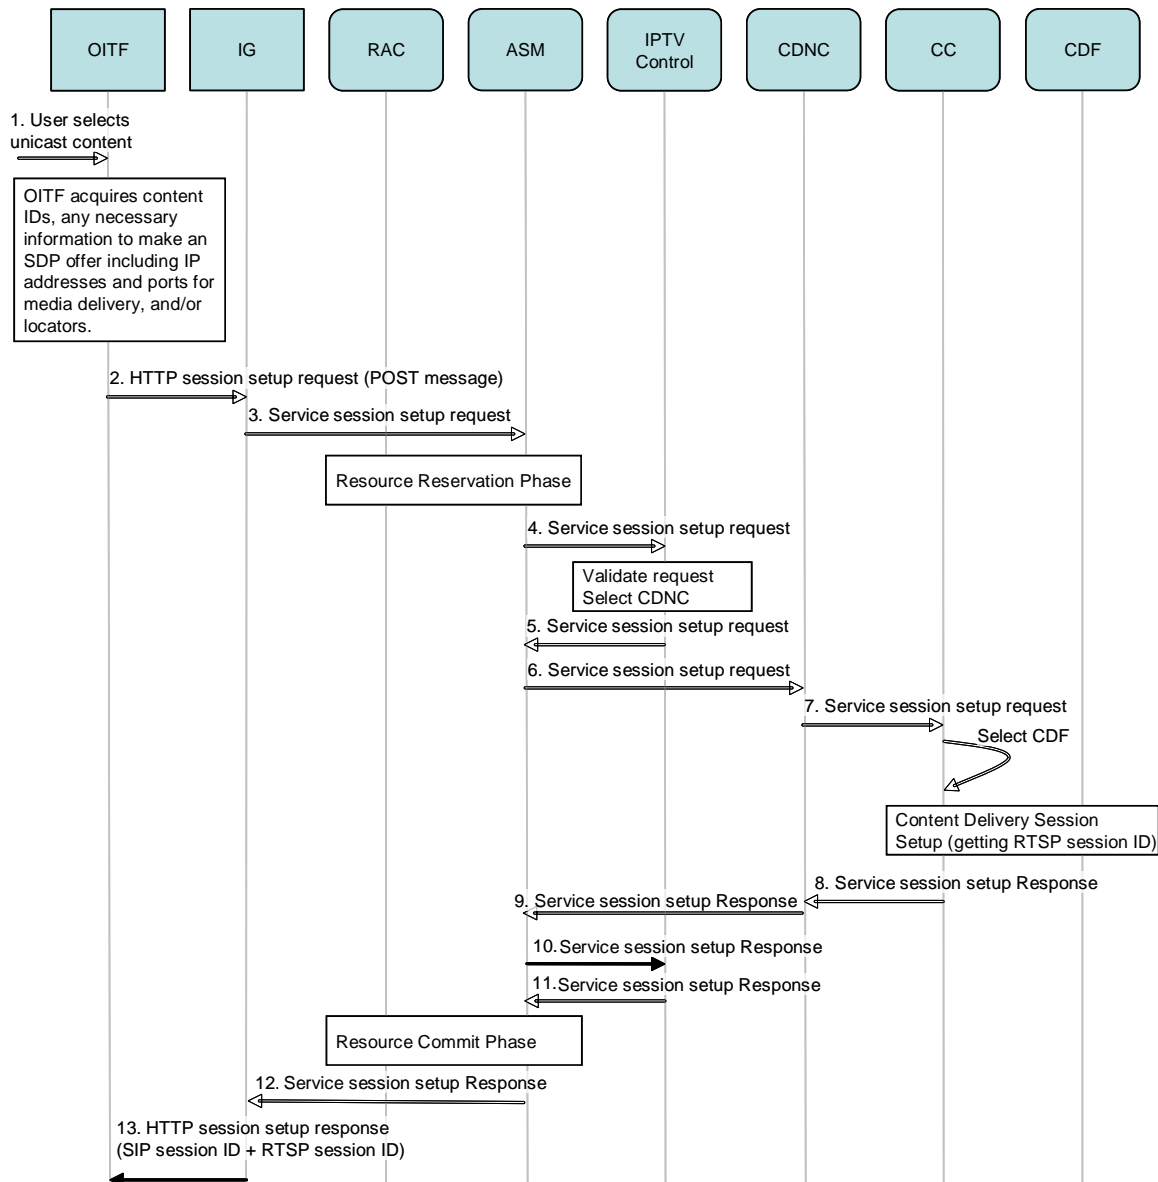 OITF
IG
RAC
ASM
IPTV
Control
CDNC
CC
CDF
1. User selects
unicast content
OITF acquires content
IDs, any necessary
information to make an
SDP offer including IP
addresses and ports for
media delivery, and/or
locators.
2. HTTP session setup request (POST message)
3. Service session setup request
Resource Reservation Phase
4. Service session setup request
Validate request
Select CDNC
5. Service session setup request
6. Service session setup request
7. Service session setup request
Select CDF
Content Delivery Session
Setup (getting RTSP session ID)
8. Service session setup Response
9. Service session setup Response
10. Service session setup Response
11. Service session setup Response
Resource Commit Phase
12. Service session setup Response
13. HTTP session setup response
(SIP session ID + RTSP session ID)